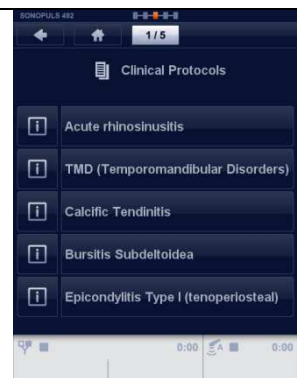 SONOPULS 492
1/5
Clinical Protocols
i Acute rhinosinusitis
i TMD (Temporomandibular Disorders)
i Calcific Tendinitis
i Bursitis Subdeltoidea
i Epicondylitis Type I (tenoperiosteal)
0:00 A 0:00